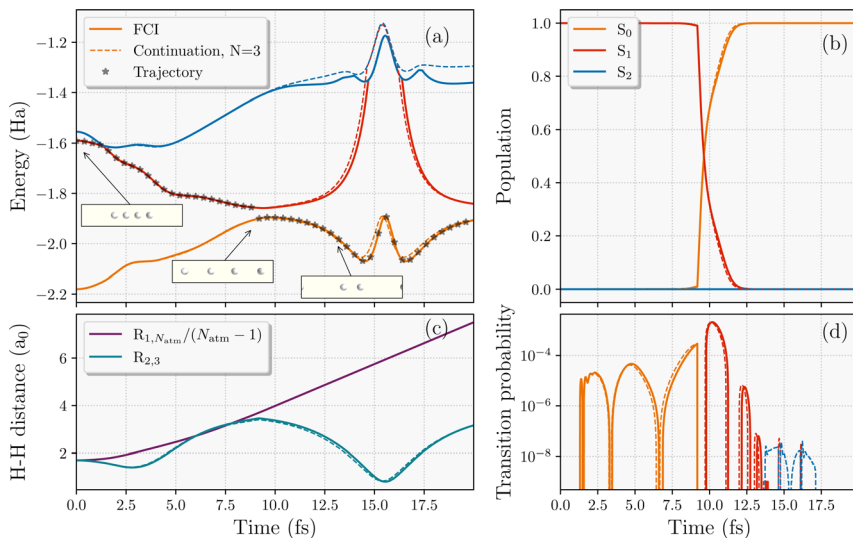 (a)
FCI
Continuation, N=3
Trajectory
Energy (Ha)
−1.2
−1.4
−1.6
−1.8
−2.0
−2.2
(b)
S₀
S₁
S₂
Population
1.0
0.8
0.6
0.4
0.2
0.0
(c)
R₁,Nₐₜₘ/(Nₐₜₘ − 1)
R₂,₃
H-H distance (a₀)
6
4
2
0.0 2.5 5.0 7.5 10.0 12.5 15.0 17.5
Time (fs)
(d)
Transition probability
10⁻⁴
10⁻⁶
10⁻⁸
0.0 2.5 5.0 7.5 10.0 12.5 15.0 17.5
Time (fs)